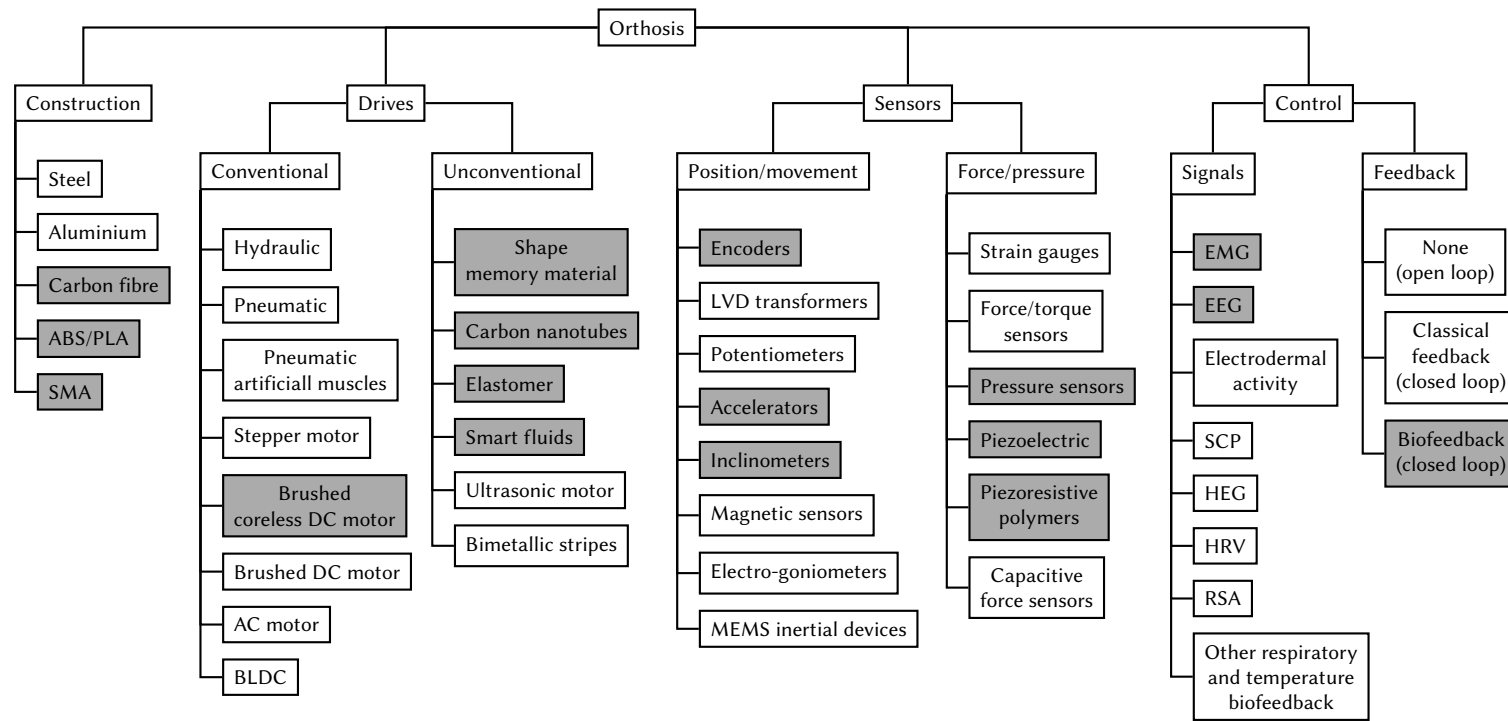 Orthosis
Construction
Steel
Aluminium
Carbon fibre
ABS/PLA
SMA
Drives
Conventional
Hydraulic
Pneumatic
Pneumatic
artificiall muscles
Stepper motor
Brushed
coreless DC motor
Brushed DC motor
AC motor
BLDC
Unconventional
Shape
memory material
Carbon nanotubes
Elastomer
Smart fluids
Ultrasonic motor
Bimetallic stripes
Sensors
Position/movement
Encoders
LVD transformers
Potentiometers
Accelerators
Inclinometers
Magnetic sensors
Electro-goniometers
MEMS inertial devices
Force/pressure
Strain gauges
Force/torque
sensors
Pressure sensors
Piezoelectric
Piezoresistive
polymers
Capacitive
force sensors
Control
Signals
EMG
EEG
Electrodermal
activity
SCP
HEG
HRV
RSA
Other respiratory
and temperature
biofeedback
Feedback
None
(open loop)
Classical
feedback
(closed loop)
Biofeedback
(closed loop)